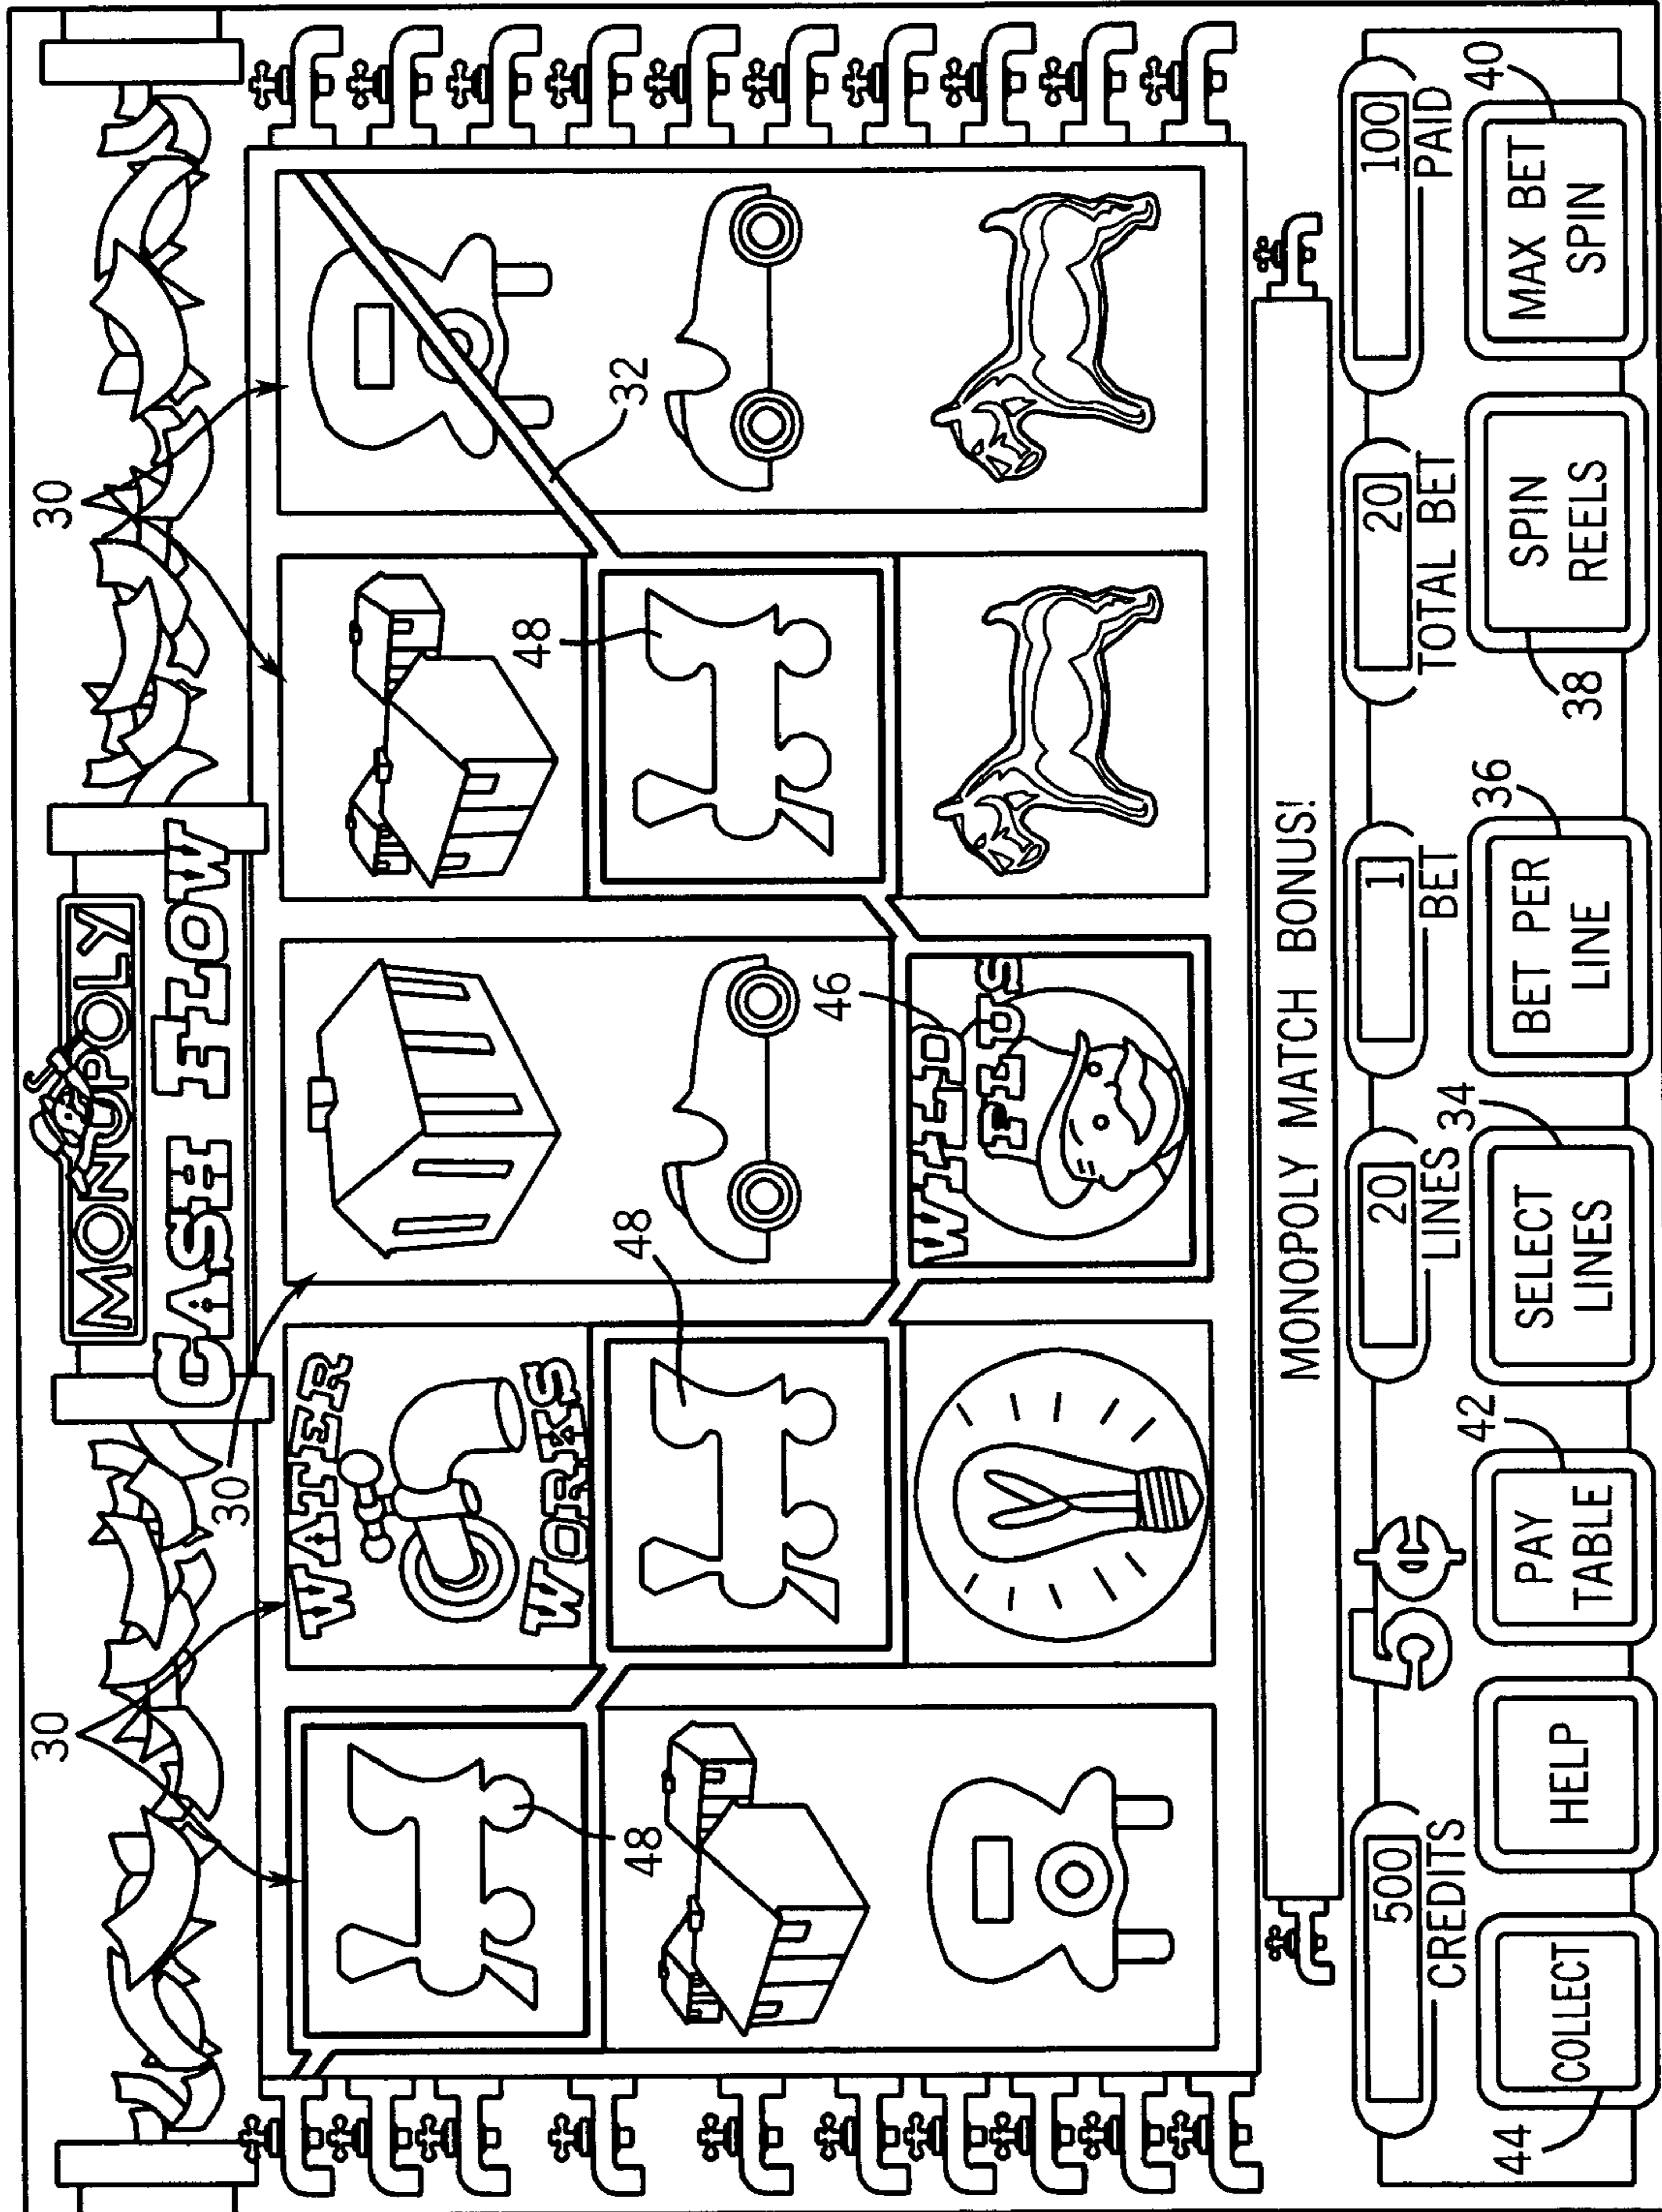 MONOPOLY
CASH FLOW
30
30
30
WATER
WORKS
48
48
48
32
46
WILD
PLUS
MONOPOLY MATCH BONUS!
500
CREDITS
5¢
20
LINES
1
BET
20
TOTAL BET
100
PAID
44
42
34
36
38
40
COLLECT
HELP
PAY
TABLE
SELECT
LINES
BET PER
LINE
SPIN
REELS
MAX BET
SPIN